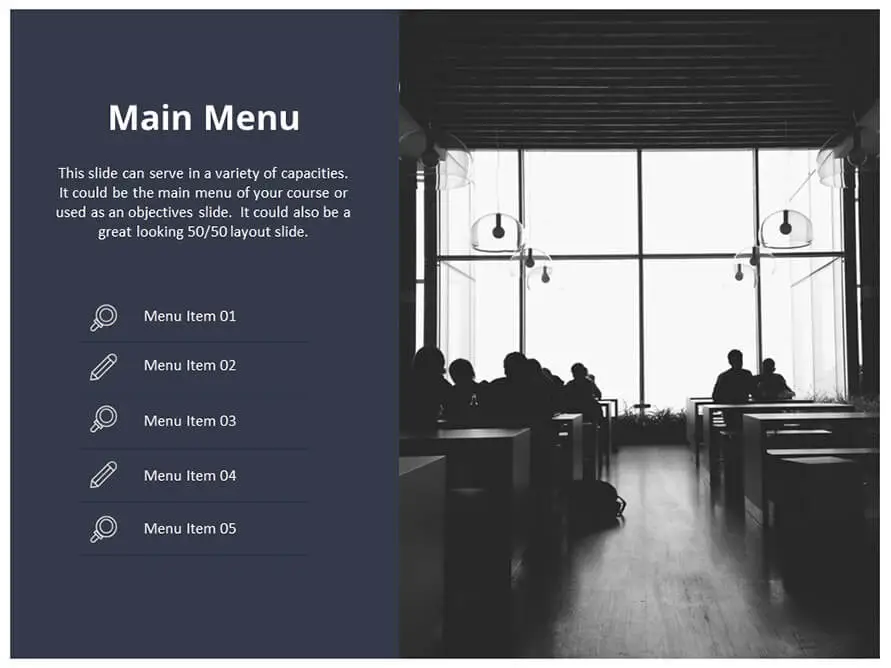 Main Menu
This slide can serve in a variety of capacities.
It could be the main menu of your course or
used as an objectives slide.  It could also be a
great looking 50/50 layout slide.
Menu Item 01
Menu Item 02
Menu Item 03
Menu Item 04
Menu Item 05